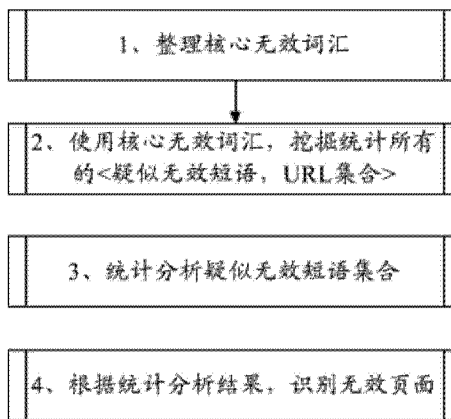 1、整理核心无效词汇
2、使用核心无效词汇，挖掘统计所有
的<疑似无效短语，URL集合>
3、统计分析疑似无效短语集合
4、根据统计分析结果，识别无效页面